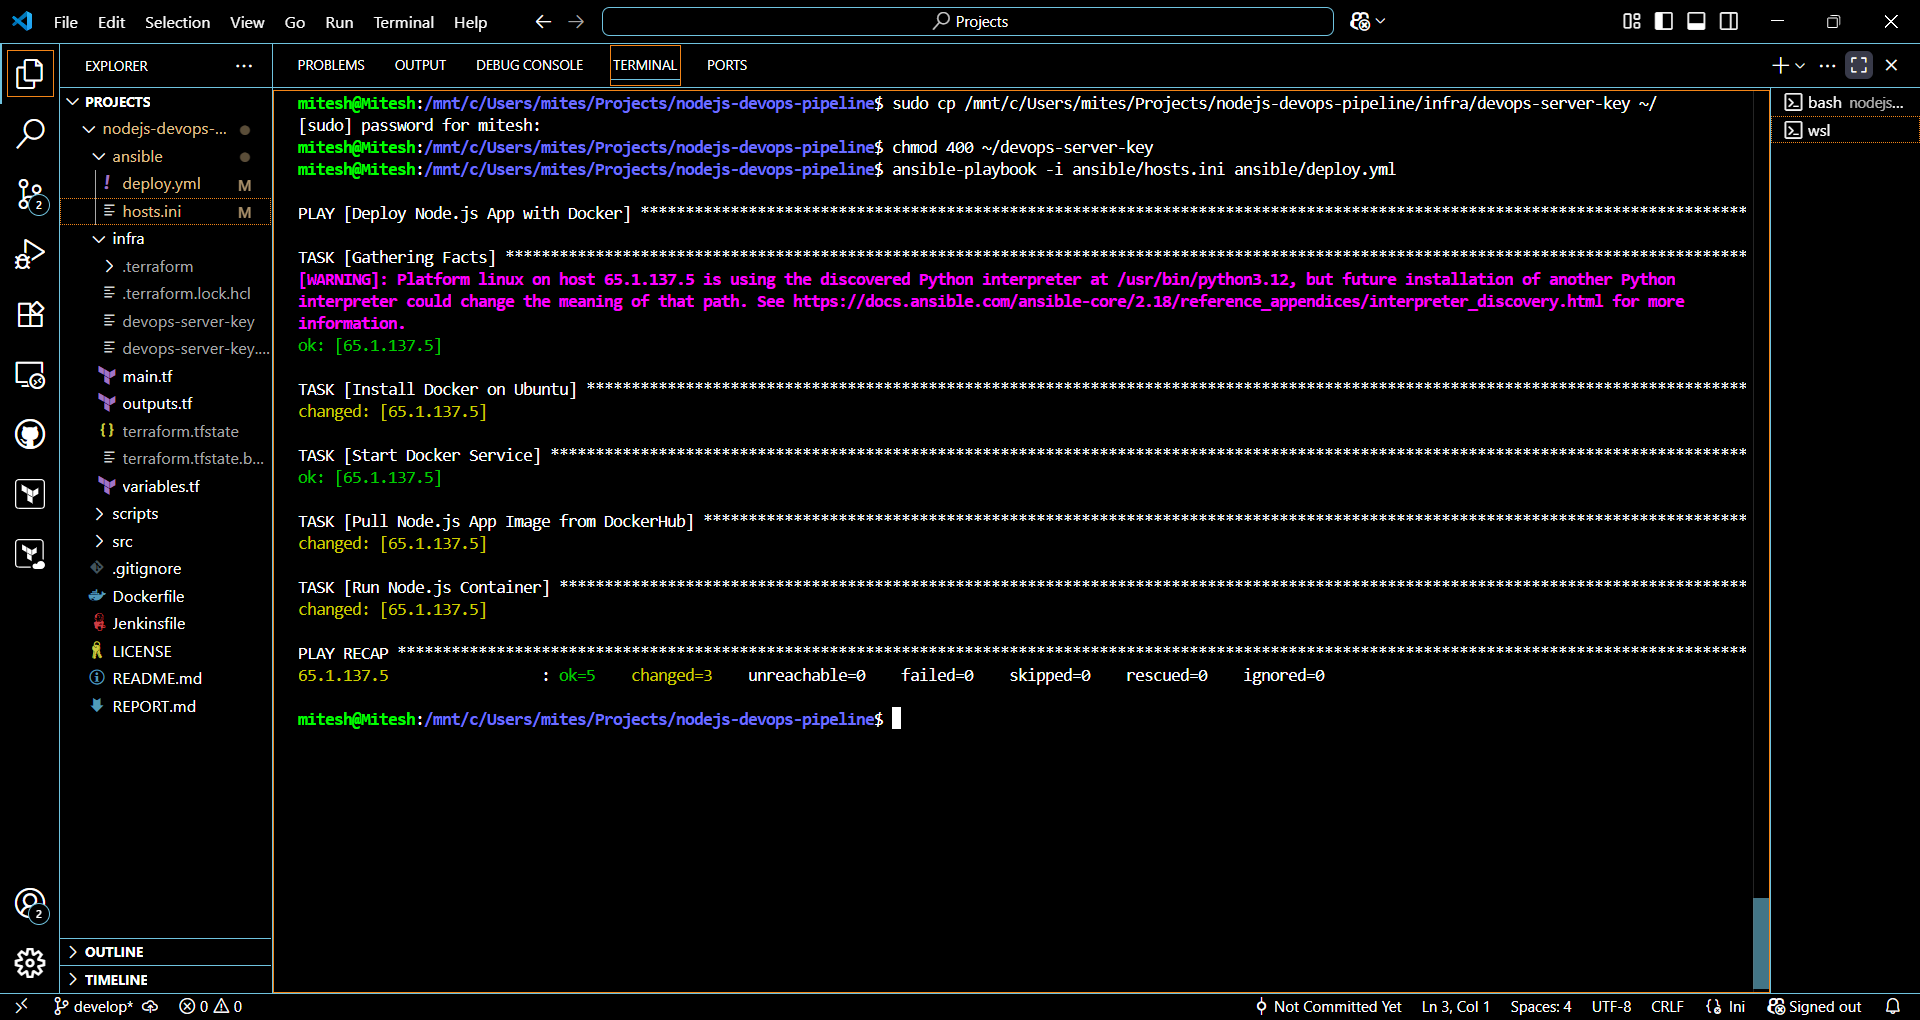 File Edit Selection View Go Run Terminal Help
Projects
EXPLORER
PROJECTS
nodejs-devops-...
ansible
deploy.yml M
hosts.ini M
infra
.terraform
.terraform.lock.hcl
devops-server-key
devops-server-key....
main.tf
outputs.tf
terraform.tfstate
terraform.tfstate.b...
variables.tf
scripts
src
.gitignore
Dockerfile
Jenkinsfile
LICENSE
README.md
REPORT.md
OUTLINE
TIMELINE
2
2
PROBLEMS OUTPUT DEBUG CONSOLE TERMINAL PORTS
bash nodejs...
wsl
mitesh@Mitesh:/mnt/c/Users/mites/Projects/nodejs-devops-pipeline$ sudo cp /mnt/c/Users/mites/Projects/nodejs-devops-pipeline/infra/devops-server-key ~/
[sudo] password for mitesh:
mitesh@Mitesh:/mnt/c/Users/mites/Projects/nodejs-devops-pipeline$ chmod 400 ~/devops-server-key
mitesh@Mitesh:/mnt/c/Users/mites/Projects/nodejs-devops-pipeline$ ansible-playbook -i ansible/hosts.ini ansible/deploy.yml
PLAY [Deploy Node.js App with Docker] ***************************************************************************************************************************
TASK [Gathering Facts] ******************************************************************************************************************************************
[WARNING]: Platform linux on host 65.1.137.5 is using the discovered Python interpreter at /usr/bin/python3.12, but future installation of another Python
interpreter could change the meaning of that path. See https://docs.ansible.com/ansible-core/2.18/reference_appendices/interpreter_discovery.html for more
information.
ok: [65.1.137.5]
TASK [Install Docker on Ubuntu] *********************************************************************************************************************************
changed: [65.1.137.5]
TASK [Start Docker Service] *************************************************************************************************************************************
ok: [65.1.137.5]
TASK [Pull Node.js App Image from DockerHub] ********************************************************************************************************************
changed: [65.1.137.5]
TASK [Run Node.js Container] ************************************************************************************************************************************
changed: [65.1.137.5]
PLAY RECAP ******************************************************************************************************************************************************
65.1.137.5 : ok=5 changed=3 unreachable=0 failed=0 skipped=0 rescued=0 ignored=0
mitesh@Mitesh:/mnt/c/Users/mites/Projects/nodejs-devops-pipeline$
develop* 0 0 Not Committed Yet Ln 3, Col 1 Spaces: 4 UTF-8 CRLF {} Ini Signed out